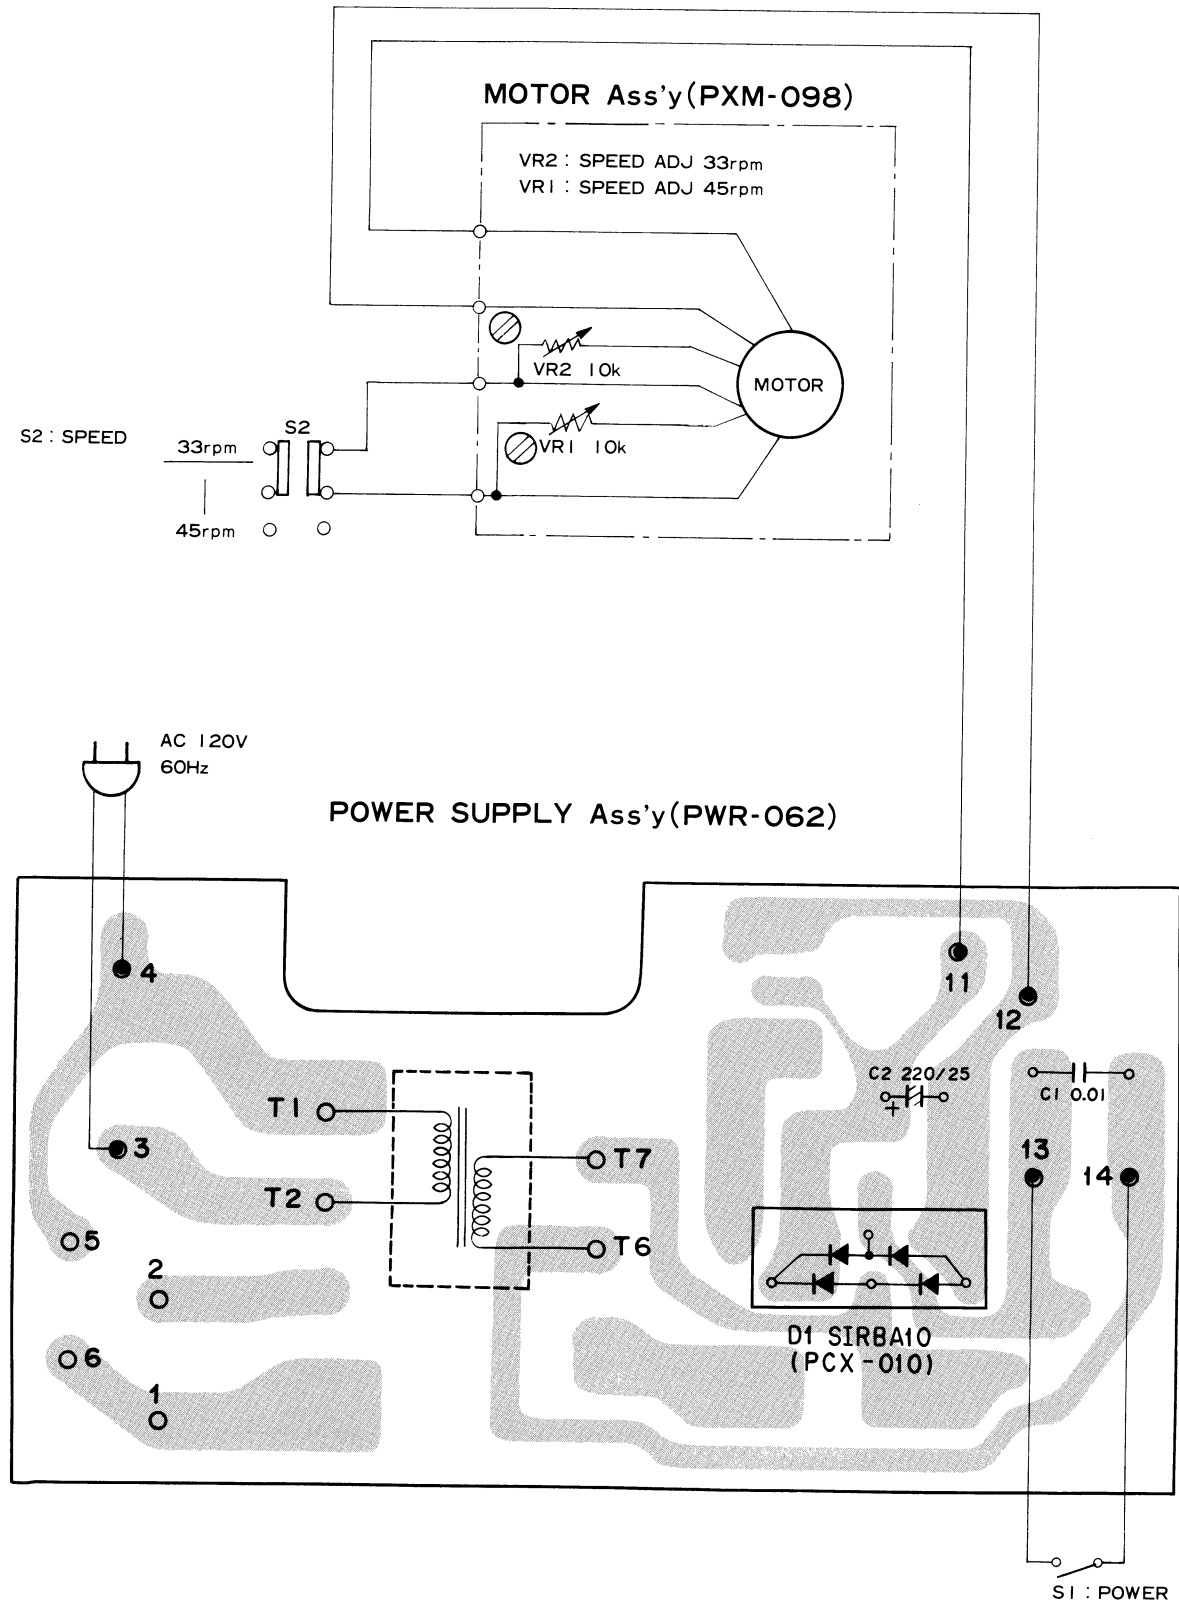 MOTOR Ass'y(PXM-098)
VR2 : SPEED ADJ 33rpm
VR1 : SPEED ADJ 45rpm
VR2 10k
MOTOR
S2 : SPEED
33rpm
S2
VR1 10k
45rpm
AC 120V
60Hz
POWER SUPPLY Ass'y(PWR-062)
4
11
12
C2 220/25
+
C1 0.01
T1
3
T7
13
14
T2
5
T6
2
D1 SIRBA10
(PCX-010)
6
1
S1 : POWER